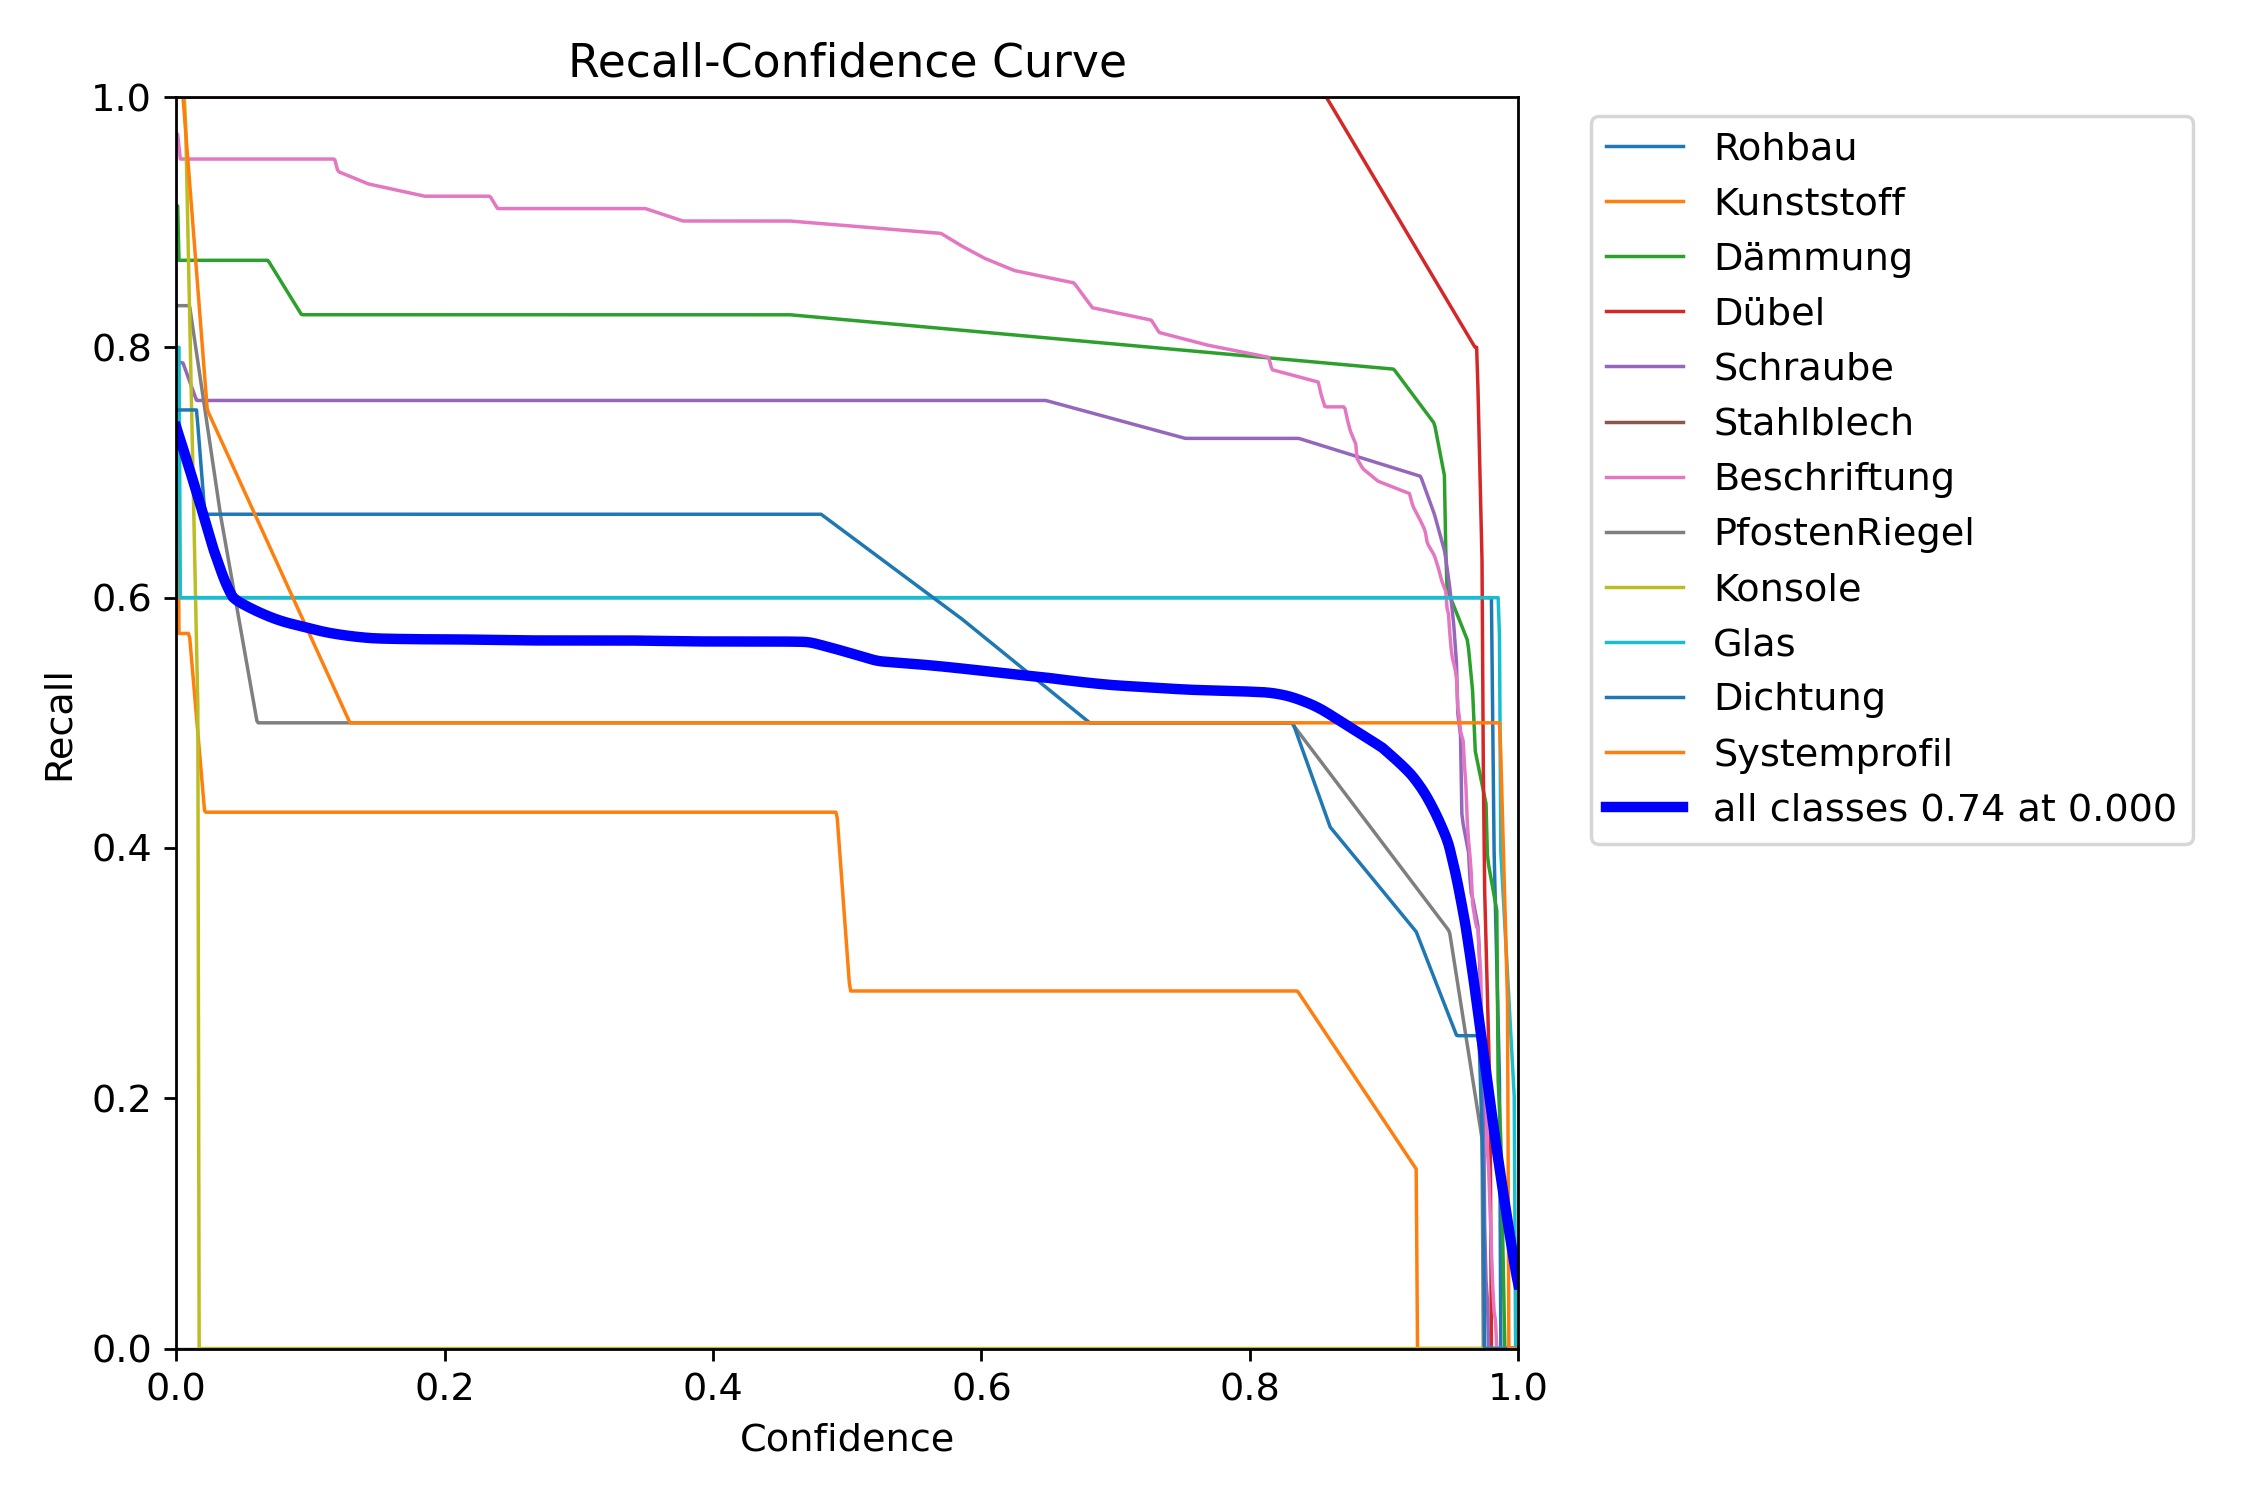 Recall-Confidence Curve
1.0
0.8
0.6
0.4
0.2
0.0
Recall
0.0 0.2 0.4 0.6 0.8 1.0
Confidence
Rohbau
Kunststoff
Dämmung
Dübel
Schraube
Stahlblech
Beschriftung
PfostenRiegel
Konsole
Glas
Dichtung
Systemprofil
all classes 0.74 at 0.000